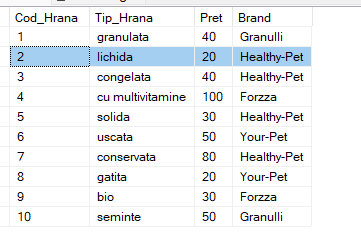 Cod_Hrana Tip_Hrana Pret Brand
1 granulata 40 Granulli
2 lichida 20 Healthy-Pet
3 congelata 40 Healthy-Pet
4 cu multivitamine 100 Forzza
5 solida 30 Healthy-Pet
6 uscata 50 Your-Pet
7 conservata 80 Healthy-Pet
8 gatita 20 Your-Pet
9 bio 30 Forzza
10 seminte 50 Granulli